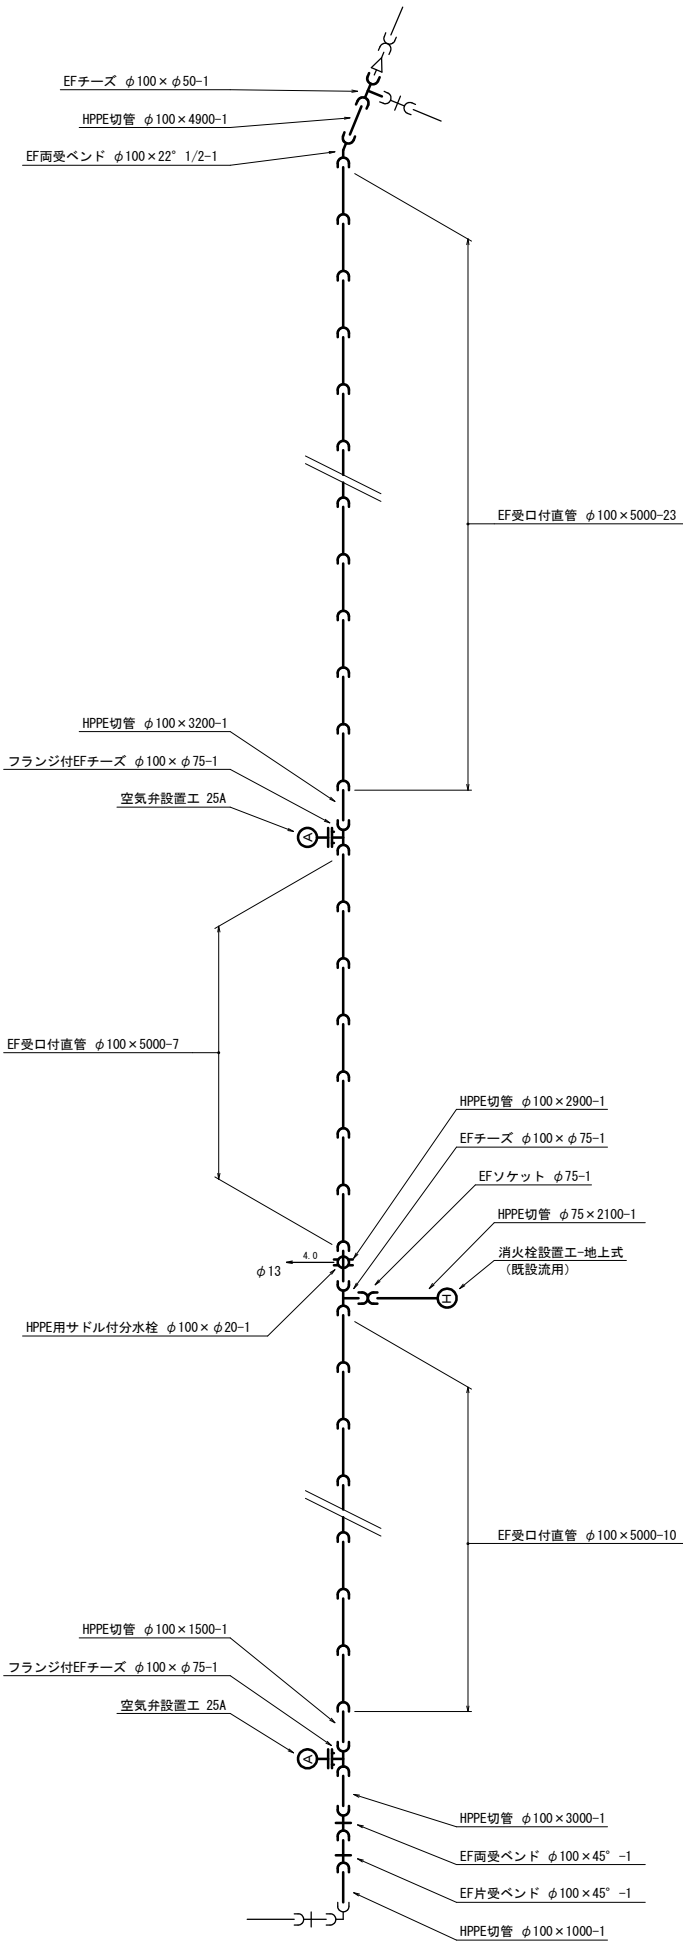 EFチーズ φ100×φ50-1
HPPE切管 φ100×4900-1
EF両受ベンド φ100×22° 1/2-1
EF受口付直管 φ100×5000-23
HPPE切管 φ100×3200-1
フランジ付EFチーズ φ100×φ75-1
空気弁設置工 25A
A
EF受口付直管 φ100×5000-7
HPPE切管 φ100×2900-1
EFチーズ φ100×φ75-1
EFソケット φ75-1
HPPE切管 φ75×2100-1
消火栓設置工-地上式
（既設流用）
4.0
φ13
H
HPPE用サドル付分水栓 φ100×φ20-1
EF受口付直管 φ100×5000-10
HPPE切管 φ100×1500-1
フランジ付EFチーズ φ100×φ75-1
空気弁設置工 25A
A
HPPE切管 φ100×3000-1
EF両受ベンド φ100×45° -1
EF片受ベンド φ100×45° -1
HPPE切管 φ100×1000-1